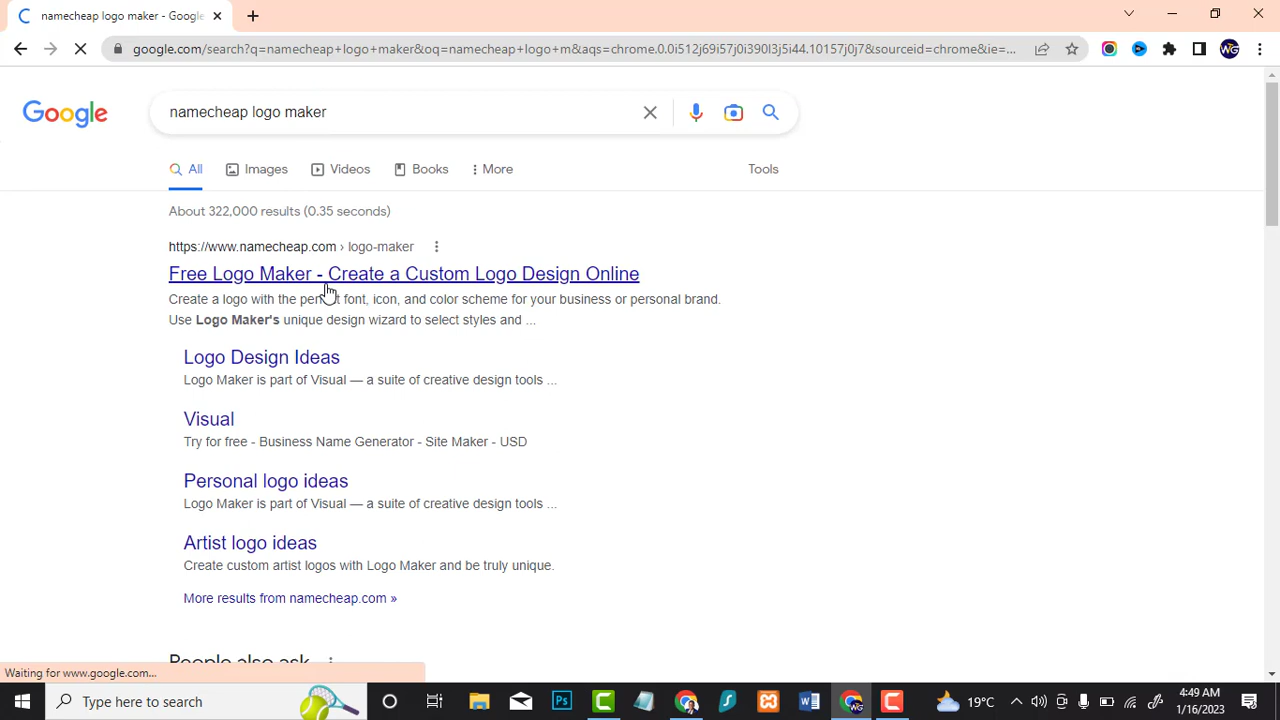 namecheap logo maker - Google
google.com/search?q=namecheap+logo+maker&oq=namecheap+logo+m&aqs=chrome.0.0i512j69i57j0i390l3j5i44.10157j0j7&sourceid=chrome&ie=...
WG
Google
namecheap logo maker
All
Images
Videos
Books
More
Tools
About 322,000 results (0.35 seconds)
https://www.namecheap.com › logo-maker
Free Logo Maker - Create a Custom Logo Design Online
Create a logo with the font, icon, and color scheme for your business or personal brand.
Use Logo Maker's unique design wizard to select styles and ...
Logo Design Ideas
Logo Maker is part of Visual — a suite of creative design tools ...
Visual
Try for free - Business Name Generator - Site Maker - USD
Personal logo ideas
Logo Maker is part of Visual — a suite of creative design tools ...
Artist logo ideas
Create custom artist logos with Logo Maker and be truly unique.
More results from namecheap.com »
People also ask
Waiting for www.google.com...
Type here to search
Ps
19°C
4:49 AM
1/16/2023